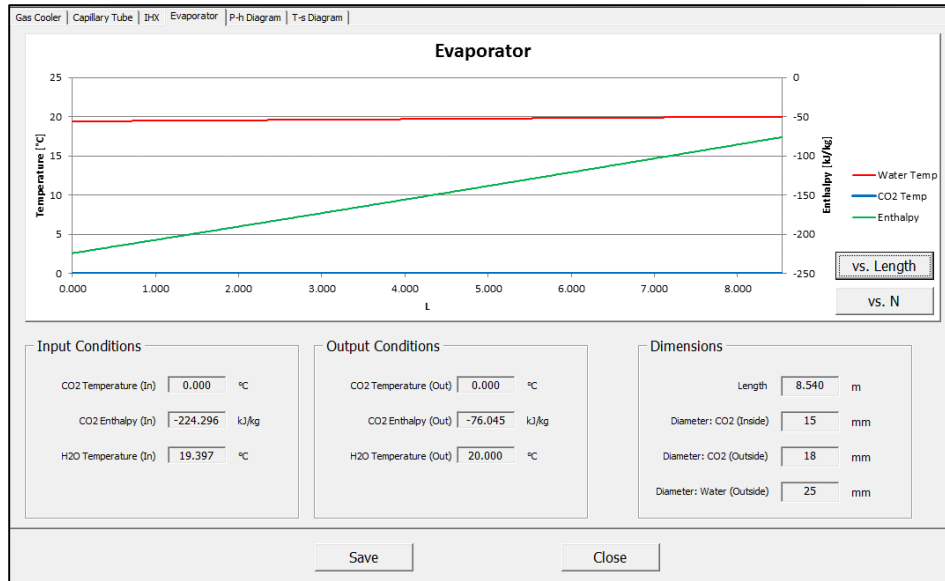 Gas Cooler | Capillary Tube | IHX | Evaporator | P-h Diagram | T-s Diagram |
Evaporator
25
20
15
10
5
0
Temperature [°C]
0
-50
-100
-150
-200
-250
Enthalpy [kJ/kg]
0.000 1.000 2.000 3.000 4.000 5.000 6.000 7.000 8.000
L
Water Temp
CO2 Temp
Enthalpy
vs. Length
vs. N
Input Conditions
CO2 Temperature (In) 0.000 ºC
CO2 Enthalpy (In) -224.296 kJ/kg
H2O Temperature (In) 19.397 ºC
Output Conditions
CO2 Temperature (Out) 0.000 ºC
CO2 Enthalpy (Out) -76.045 kJ/kg
H2O Temperature (Out) 20.000 ºC
Dimensions
Length 8.540 m
Diameter: CO2 (Inside) 15 mm
Diameter: CO2 (Outside) 18 mm
Diameter: Water (Outside) 25 mm
Save
Close